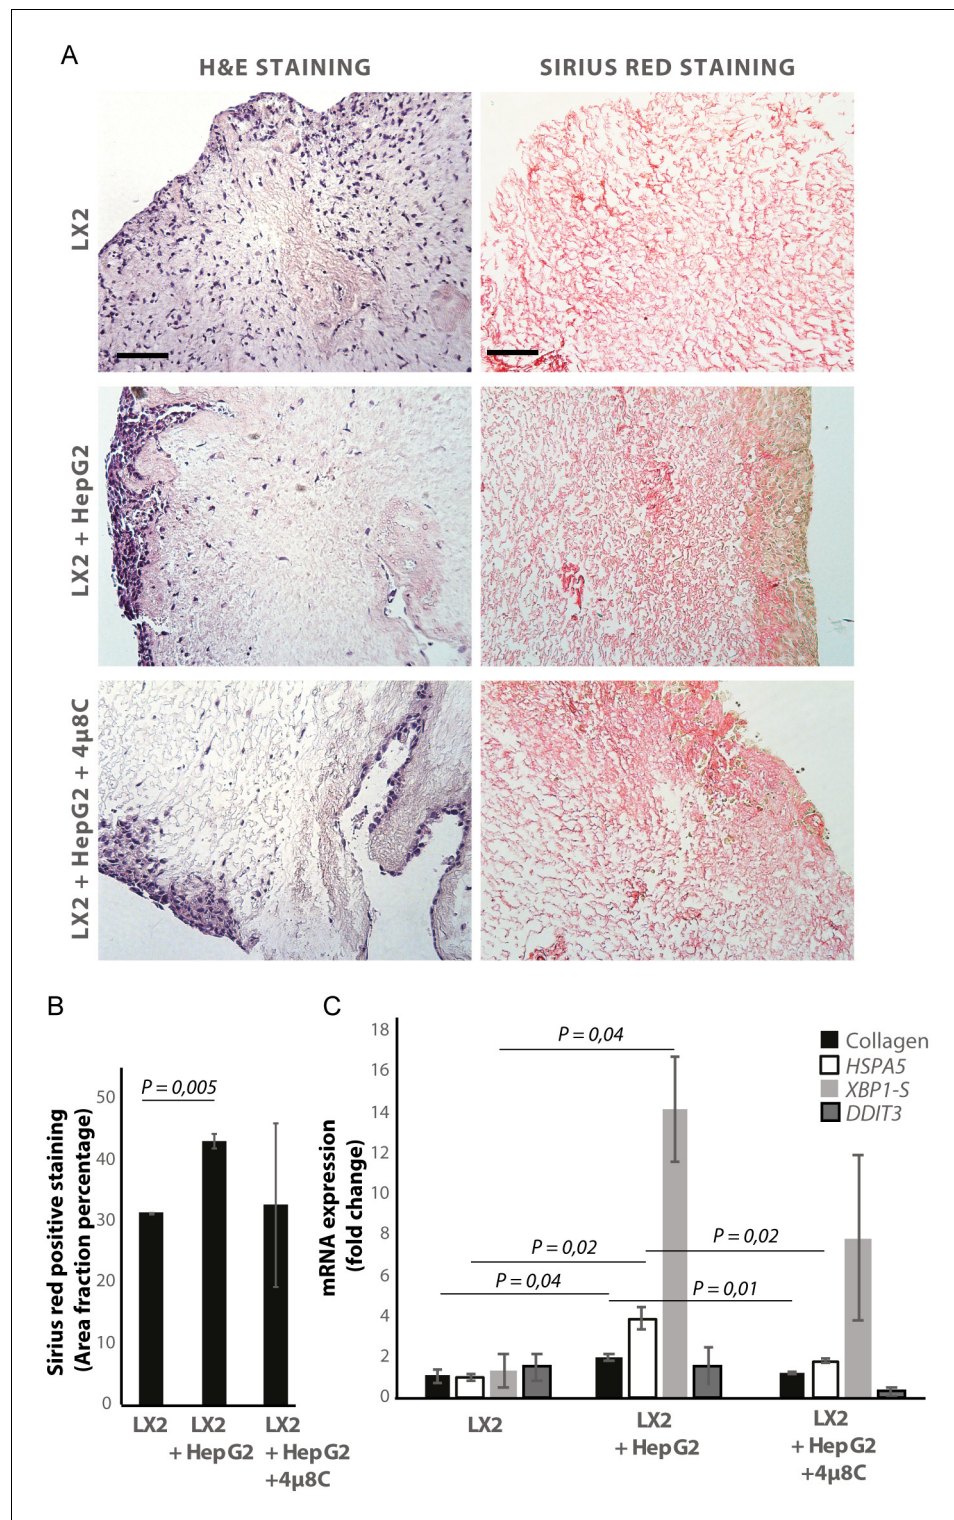 A
H&E STAINING
SIRIUS RED STAINING
LX2
LX2 + HepG2
LX2 + HepG2 + 4µ8C
B
Sirius red positive staining
(Area fraction percentage)
50
40
30
20
10
0
P = 0,005
LX2
LX2
+ HepG2
LX2
+ HepG2
+4µ8C
C
mRNA expression
(fold change)
18
16
14
12
10
8
6
4
2
0
P = 0,04
P = 0,02
P = 0,02
P = 0,04
P = 0,01
Collagen
HSPA5
XBP1-S
DDIT3
LX2
LX2
+ HepG2
LX2
+ HepG2
+4µ8C